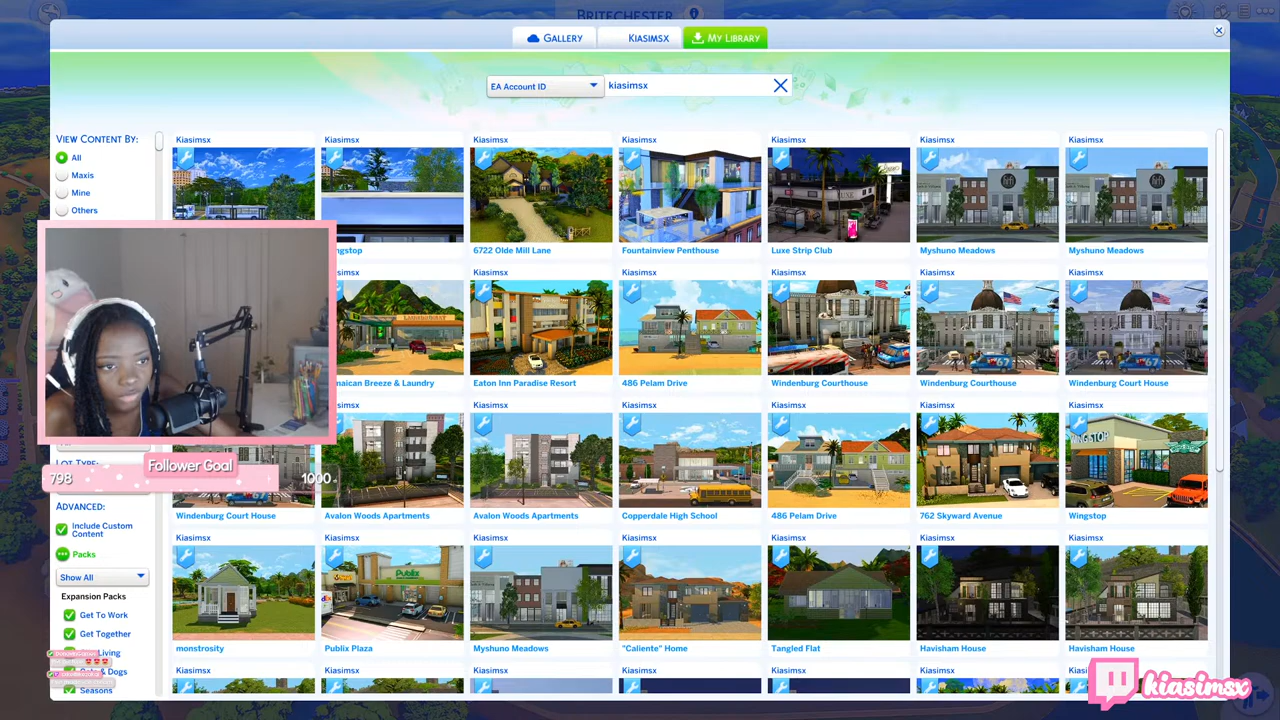 BRITECHESTER
GALLERY
KIASIMSX
MY LIBRARY
EA Account ID
kiasimsx
VIEW CONTENT BY:
All
Maxis
Mine
Others
Kiasimsx
Kiasimsx
Kiasimsx
Kiasimsx
Kiasimsx
Kiasimsx
Kiasimsx
ngstop
6722 Olde Mill Lane
Fountainview Penthouse
Luxe Strip Club
Myshuno Meadows
Myshuno Meadows
asimsx
Kiasimsx
Kiasimsx
Kiasimsx
Kiasimsx
Kiasimsx
naican Breeze & Laundry
Eaton Inn Paradise Resort
486 Pelam Drive
Windenburg Courthouse
Windenburg Courthouse
Windenburg Court House
Kiasimsx
Kiasimsx
Kiasimsx
Kiasimsx
Kiasimsx
Kiasimsx
WINGSTOP
Windenburg Court House
Avalon Woods Apartments
Avalon Woods Apartments
Copperdale High School
486 Pelam Drive
762 Skyward Avenue
Wingstop
LOT TYPE:
Follower Goal
798
1000
ADVANCED:
Include Custom
Content
Packs
Show All
Expansion Packs
Get To Work
Get Together
Living
& Dogs
Seasons
Kiasimsx
Kiasimsx
Kiasimsx
Kiasimsx
Kiasimsx
Kiasimsx
Kiasimsx
Publix
monstrosity
Publix Plaza
Myshuno Meadows
"Caliente" Home
Tangled Flat
Havisham House
Havisham House
Kiasimsx
Kiasimsx
Kiasimsx
Kiasimsx
Kiasimsx
Kiasimsx
Kiasimsx
kiasimsx